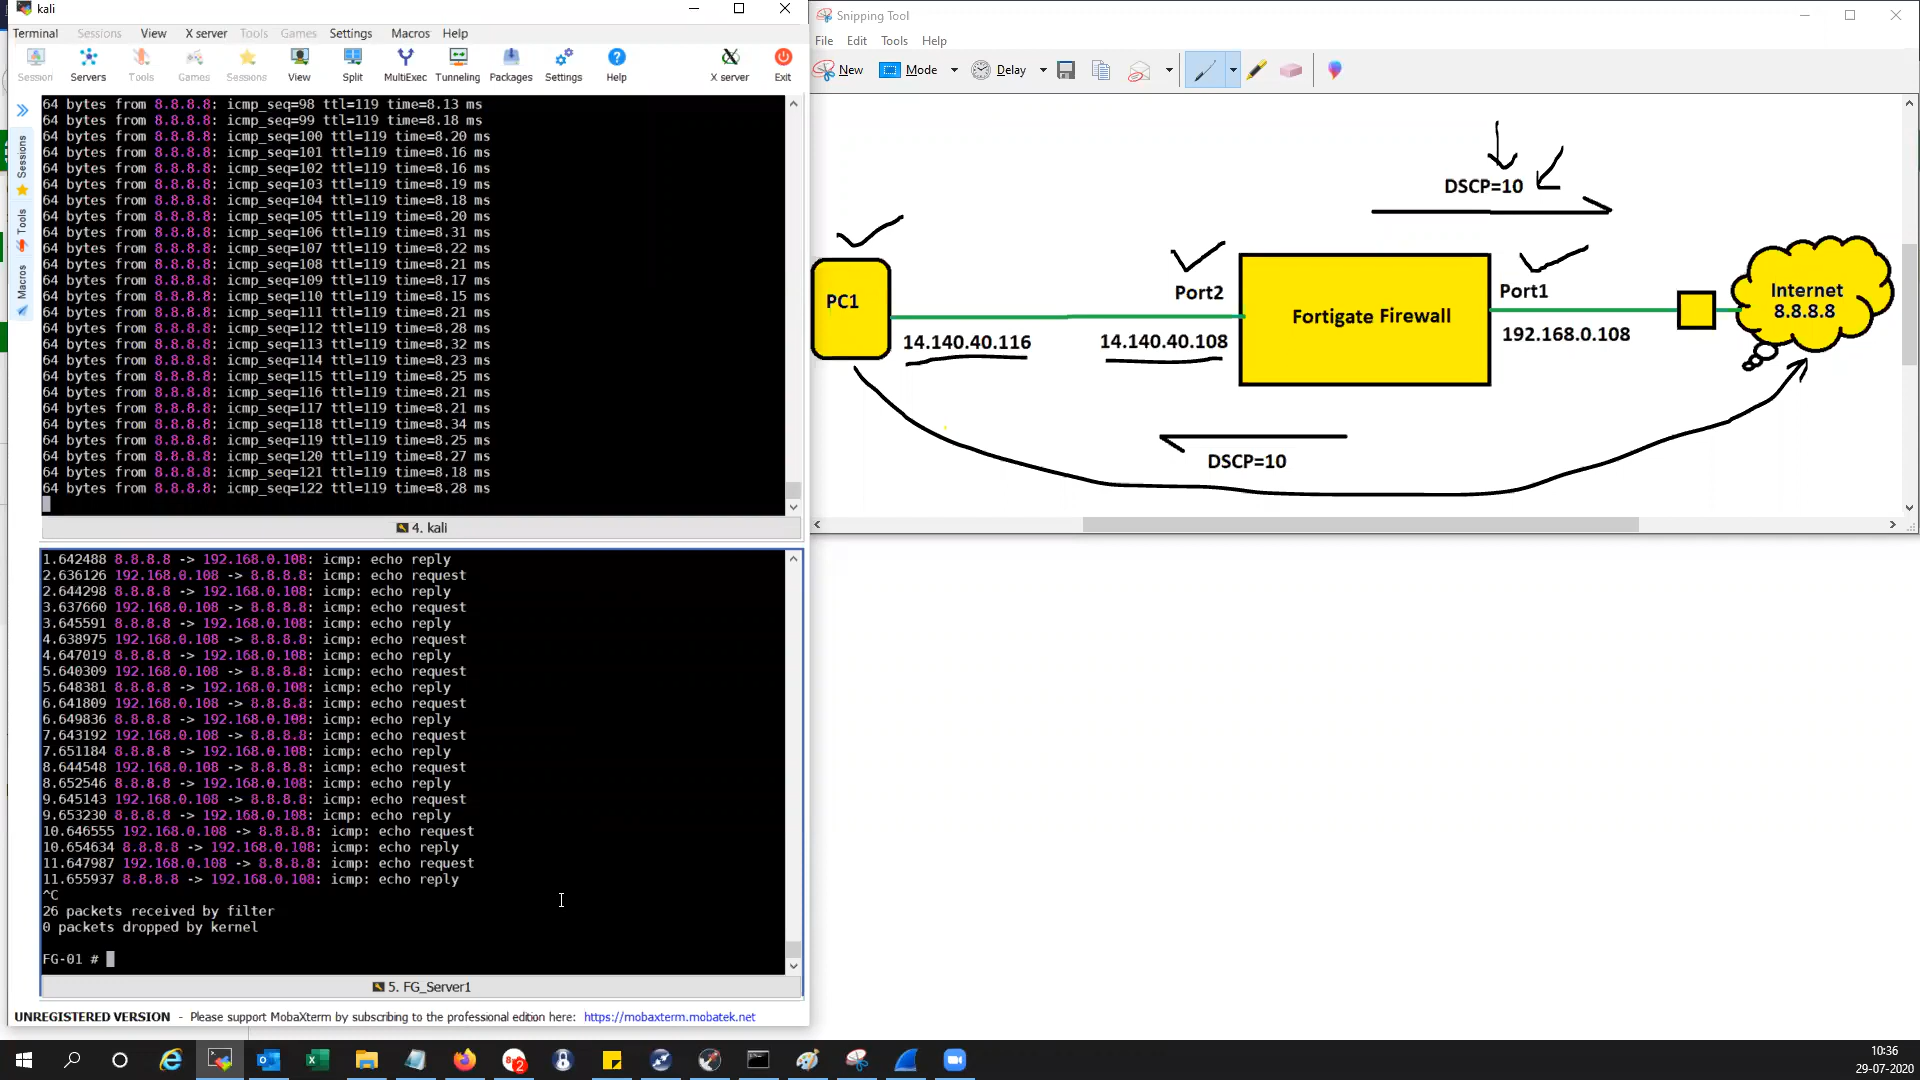 kali
Terminal Sessions View X server Tools Games Settings Macros Help
Session Servers Tools Games Sessions View Split MultiExec Tunneling Packages Settings Help X server Exit
Sessions
Tools
Macros
64 bytes from 8.8.8.8: icmp_seq=98 ttl=119 time=8.13 ms
64 bytes from 8.8.8.8: icmp_seq=99 ttl=119 time=8.18 ms
64 bytes from 8.8.8.8: icmp_seq=100 ttl=119 time=8.20 ms
64 bytes from 8.8.8.8: icmp_seq=101 ttl=119 time=8.16 ms
64 bytes from 8.8.8.8: icmp_seq=102 ttl=119 time=8.16 ms
64 bytes from 8.8.8.8: icmp_seq=103 ttl=119 time=8.19 ms
64 bytes from 8.8.8.8: icmp_seq=104 ttl=119 time=8.18 ms
64 bytes from 8.8.8.8: icmp_seq=105 ttl=119 time=8.20 ms
64 bytes from 8.8.8.8: icmp_seq=106 ttl=119 time=8.31 ms
64 bytes from 8.8.8.8: icmp_seq=107 ttl=119 time=8.22 ms
64 bytes from 8.8.8.8: icmp_seq=108 ttl=119 time=8.21 ms
64 bytes from 8.8.8.8: icmp_seq=109 ttl=119 time=8.17 ms
64 bytes from 8.8.8.8: icmp_seq=110 ttl=119 time=8.15 ms
64 bytes from 8.8.8.8: icmp_seq=111 ttl=119 time=8.21 ms
64 bytes from 8.8.8.8: icmp_seq=112 ttl=119 time=8.28 ms
64 bytes from 8.8.8.8: icmp_seq=113 ttl=119 time=8.32 ms
64 bytes from 8.8.8.8: icmp_seq=114 ttl=119 time=8.23 ms
64 bytes from 8.8.8.8: icmp_seq=115 ttl=119 time=8.25 ms
64 bytes from 8.8.8.8: icmp_seq=116 ttl=119 time=8.21 ms
64 bytes from 8.8.8.8: icmp_seq=117 ttl=119 time=8.21 ms
64 bytes from 8.8.8.8: icmp_seq=118 ttl=119 time=8.34 ms
64 bytes from 8.8.8.8: icmp_seq=119 ttl=119 time=8.25 ms
64 bytes from 8.8.8.8: icmp_seq=120 ttl=119 time=8.27 ms
64 bytes from 8.8.8.8: icmp_seq=121 ttl=119 time=8.18 ms
64 bytes from 8.8.8.8: icmp_seq=122 ttl=119 time=8.28 ms
4. kali
1.642488 8.8.8.8 -> 192.168.0.108: icmp: echo reply
2.636126 192.168.0.108 -> 8.8.8.8: icmp: echo request
2.644298 8.8.8.8 -> 192.168.0.108: icmp: echo reply
3.637660 192.168.0.108 -> 8.8.8.8: icmp: echo request
3.645591 8.8.8.8 -> 192.168.0.108: icmp: echo reply
4.638975 192.168.0.108 -> 8.8.8.8: icmp: echo request
4.647019 8.8.8.8 -> 192.168.0.108: icmp: echo reply
5.640309 192.168.0.108 -> 8.8.8.8: icmp: echo request
5.648381 8.8.8.8 -> 192.168.0.108: icmp: echo reply
6.641809 192.168.0.108 -> 8.8.8.8: icmp: echo request
6.649836 8.8.8.8 -> 192.168.0.108: icmp: echo reply
7.643192 192.168.0.108 -> 8.8.8.8: icmp: echo request
7.651184 8.8.8.8 -> 192.168.0.108: icmp: echo reply
8.644548 192.168.0.108 -> 8.8.8.8: icmp: echo request
8.652546 8.8.8.8 -> 192.168.0.108: icmp: echo reply
9.645143 192.168.0.108 -> 8.8.8.8: icmp: echo request
9.653230 8.8.8.8 -> 192.168.0.108: icmp: echo reply
10.646555 192.168.0.108 -> 8.8.8.8: icmp: echo request
10.654634 8.8.8.8 -> 192.168.0.108: icmp: echo reply
11.647987 192.168.0.108 -> 8.8.8.8: icmp: echo request
11.655937 8.8.8.8 -> 192.168.0.108: icmp: echo reply
^C
26 packets received by filter
0 packets dropped by kernel
FG-01 #
5. FG_Server1
UNREGISTERED VERSION - Please support MobaXterm by subscribing to the professional edition here: https://mobaxterm.mobatek.net
Snipping Tool
File Edit Tools Help
New Mode Delay
DSCP=10
PC1
Port2
Fortigate Firewall
Port1
Internet
8.8.8.8
14.140.40.116
14.140.40.108
192.168.0.108
DSCP=10
2
10:36
29-07-2020